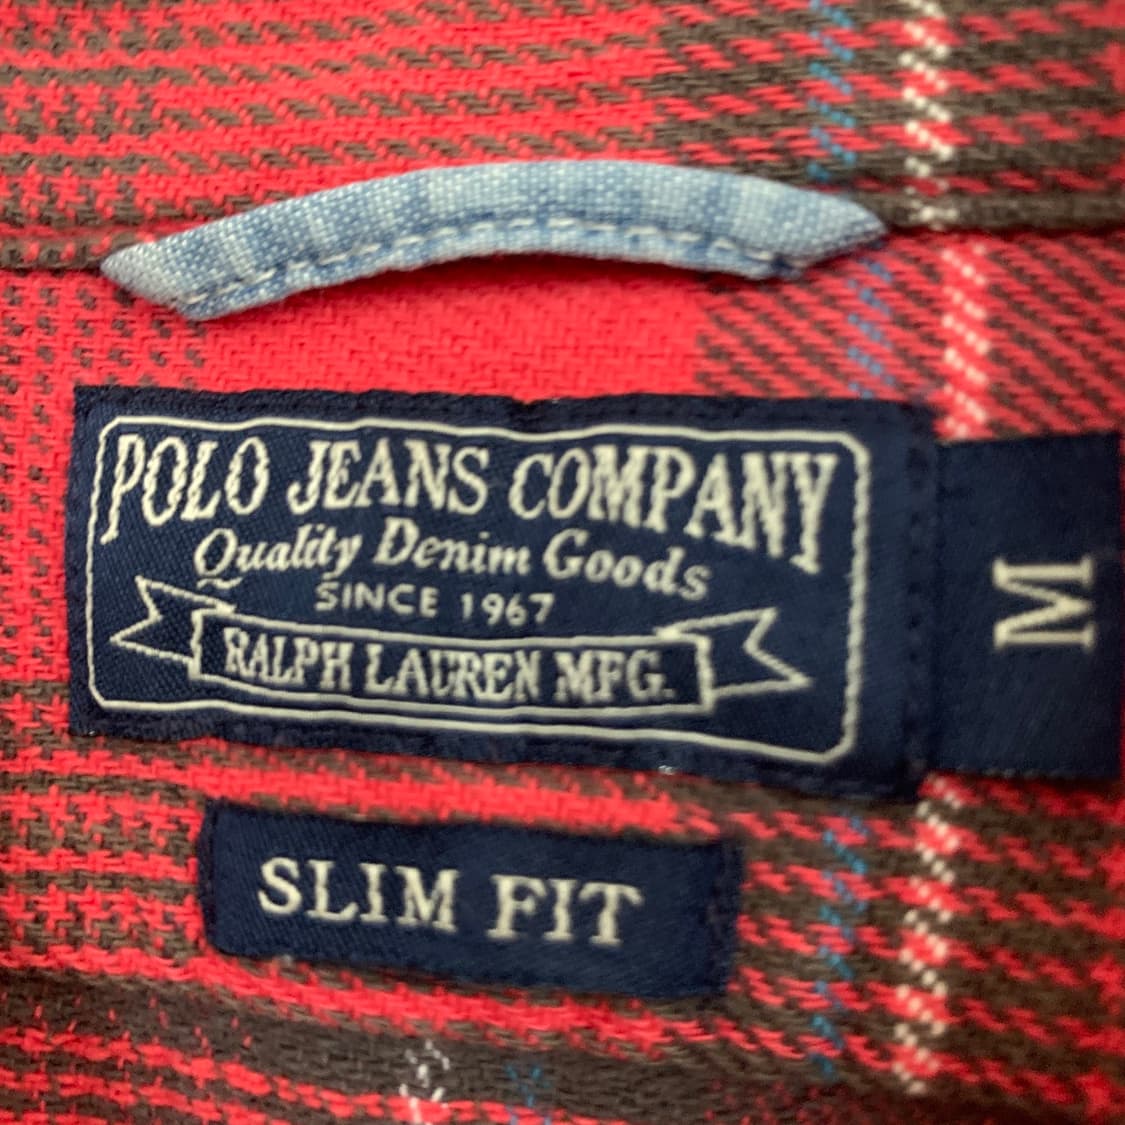 POLO JEANS COMPANY
Quality Denim Goods
SINCE 1967
RALPH LAUREN MFG.
M
SLIM FIT